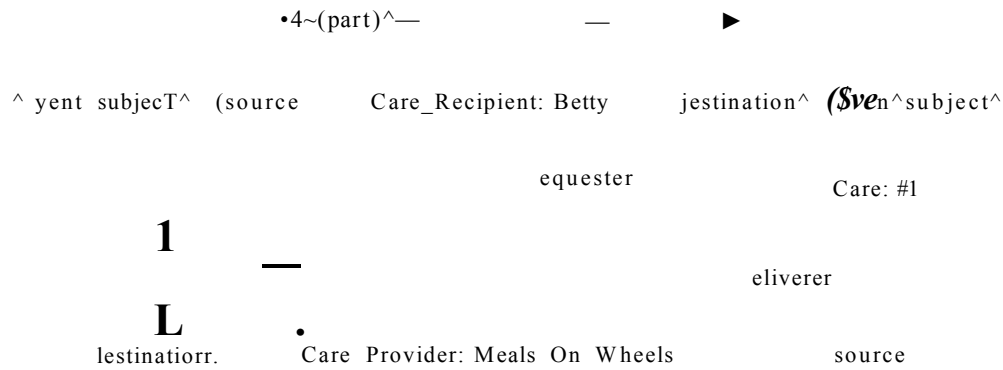 •4~(part)^— — ►
^ yent subjecT^ (source Care_Recipient: Betty jestination^ ($ven^subject^
equester
Care: #1
1 —
eliverer
L .
lestinatiorr. Care Provider: Meals On Wheels source